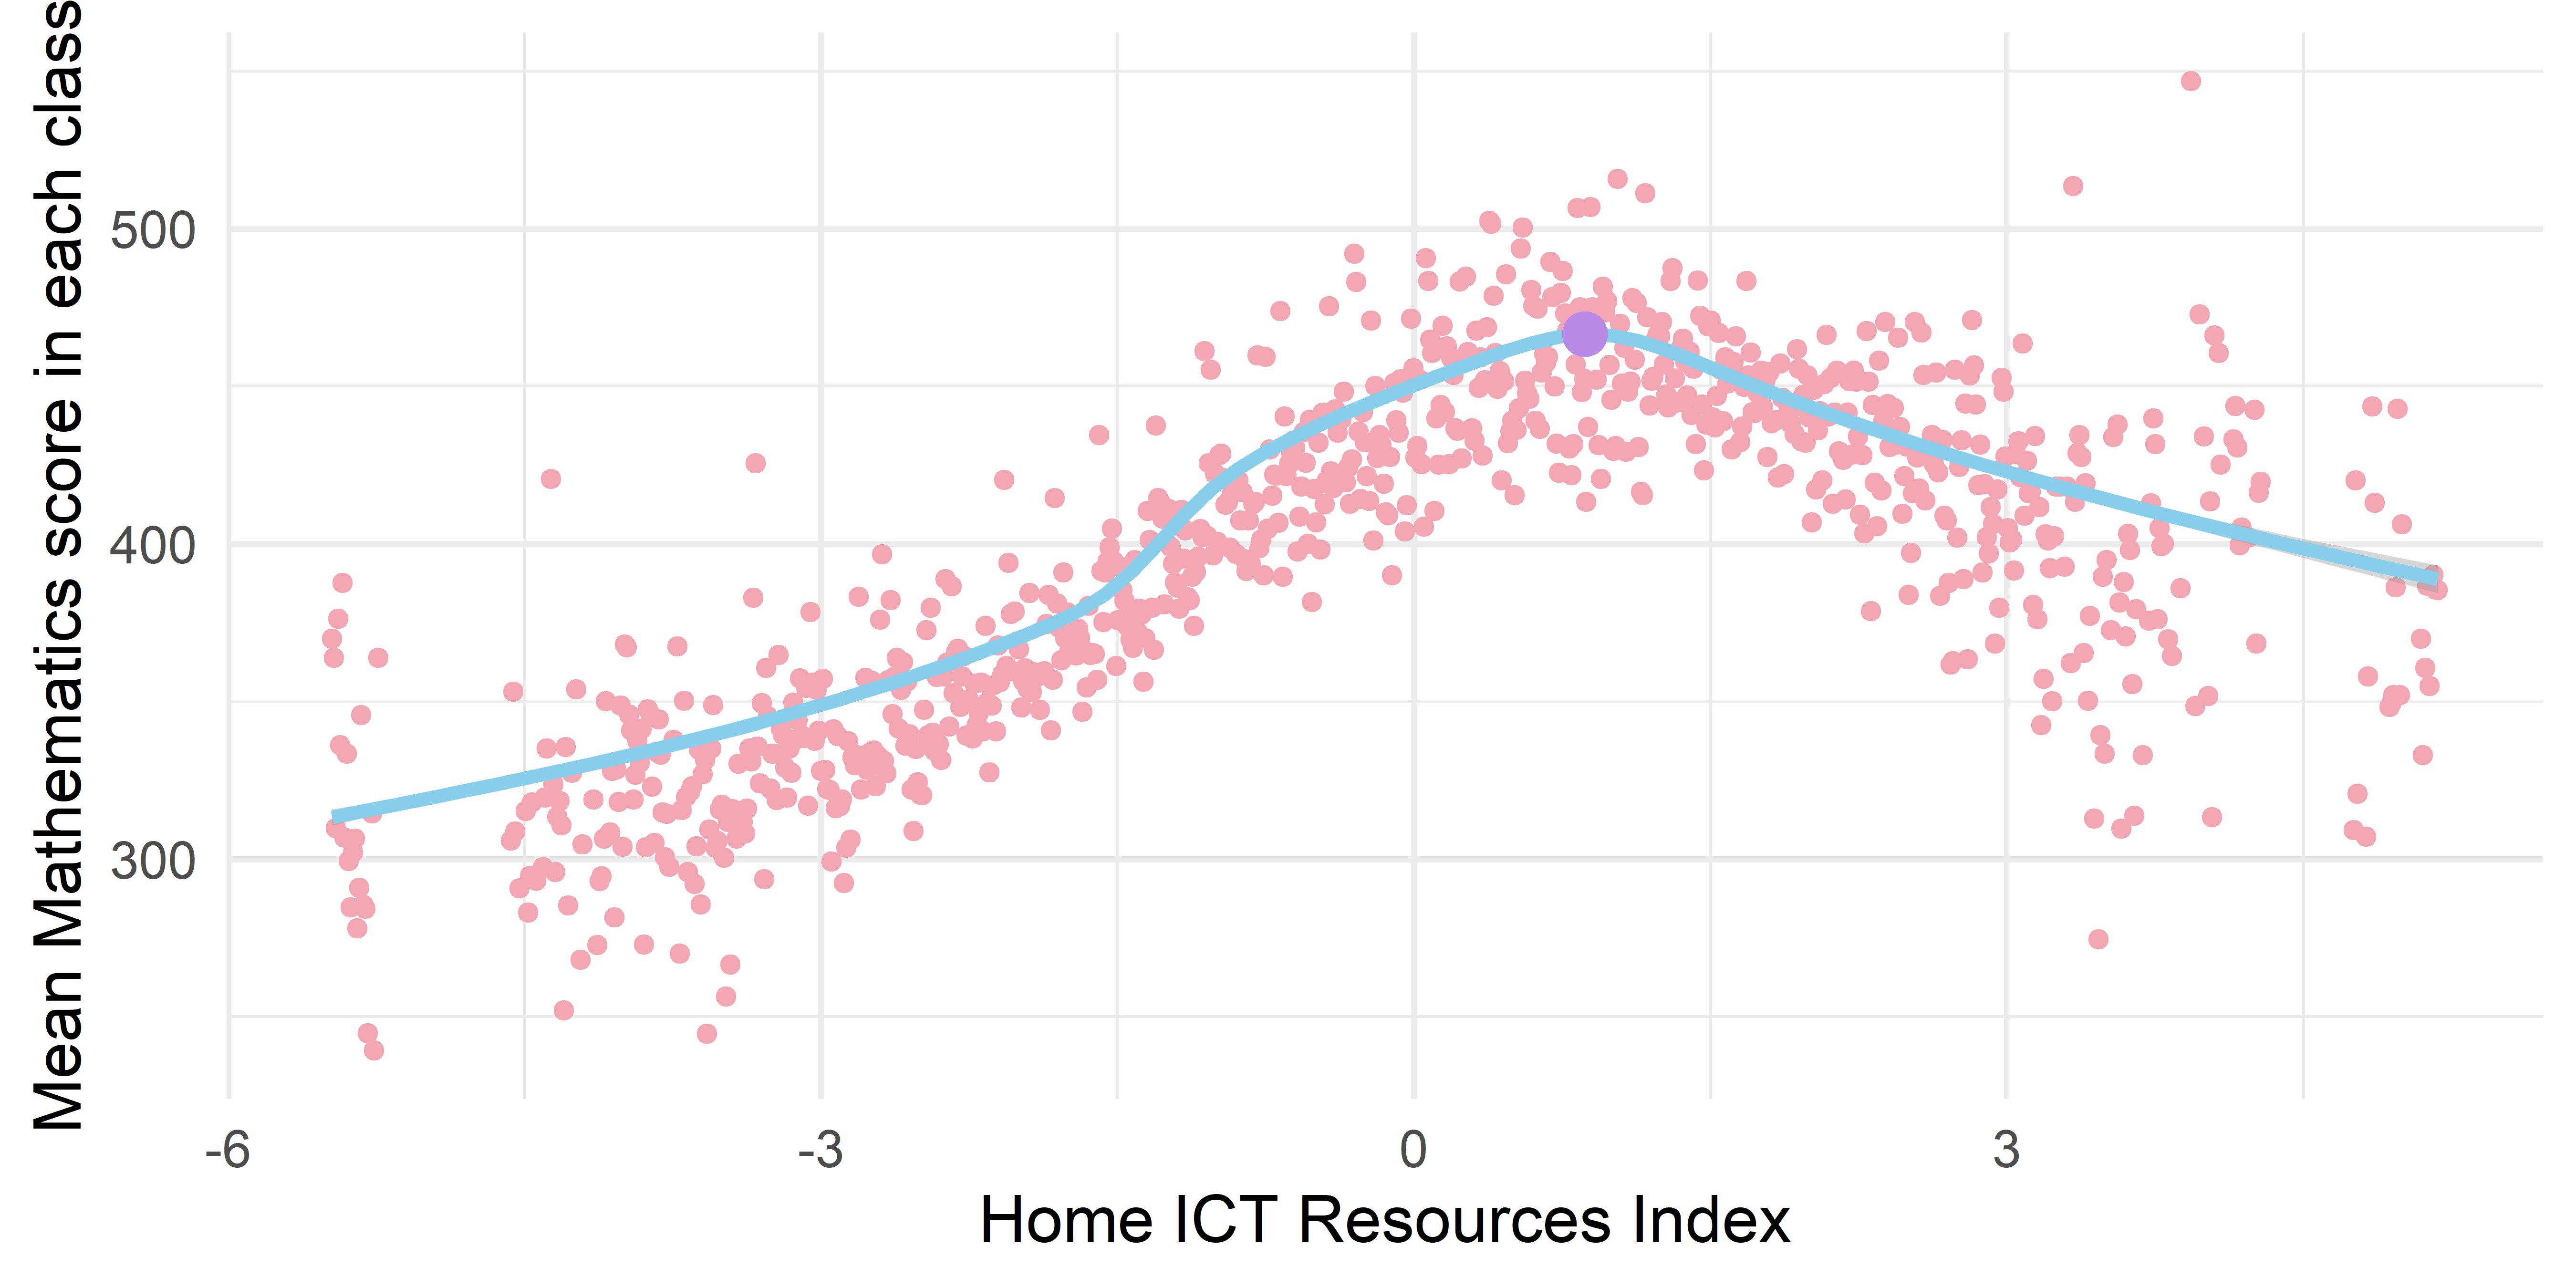 Mean Mathematics score in each class
500
400
300
-6 -3 0 3
Home ICT Resources Index